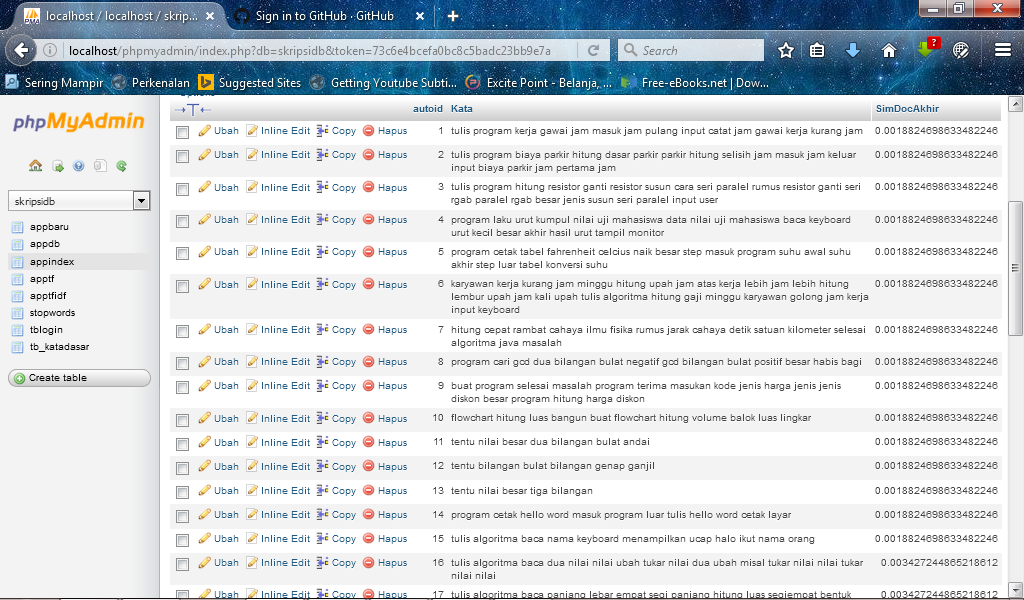 localhost / localhost / skrip...
Sign in to GitHub · GitHub
localhost/phpmyadmin/index.php?db=skripsidb&token=73c6e4bcefa0bc8c5badc23bb9e7a
Search
?
Sering Mampir
Perkenalan
Suggested Sites
Getting Youtube Subti...
Excite Point - Belanja, ...
Free-eBooks.net | Dow...
phpMyAdmin
skripsidb
appbaru
appdb
appindex
apptf
apptfidf
stopwords
tblogin
tb_katadasar
Create table
autoid Kata SimDocAkhir
Ubah Inline Edit Copy Hapus 1 tulis program kerja gawai jam masuk jam pulang input catat jam gawai kerja kurang jam 0.0018824698633482246
Ubah Inline Edit Copy Hapus 2 tulis program biaya parkir hitung dasar parkir parkir hitung selisih jam masuk jam keluar 0.0018824698633482246
input biaya parkir jam pertama jam
Ubah Inline Edit Copy Hapus 3 tulis program hitung resistor ganti resistor susun cara seri paralel rumus resistor ganti seri 0.0018824698633482246
rgab paralel rgab besar jenis susun seri paralel input user
Ubah Inline Edit Copy Hapus 4 program laku urut kumpul nilai uji mahasiswa data nilai uji mahasiswa baca keyboard 0.0018824698633482246
urut kecil besar akhir hasil urut tampil monitor
Ubah Inline Edit Copy Hapus 5 program cetak tabel fahrenheit celcius naik besar step masuk program suhu awal suhu 0.0018824698633482246
akhir step luar tabel konversi suhu
Ubah Inline Edit Copy Hapus 6 karyawan kerja kurang jam minggu hitung upah jam atas kerja lebih jam lebih hitung 0.0018824698633482246
lembur upah jam kali upah tulis algoritma hitung gaji minggu karyawan golong jam kerja
input keyboard
Ubah Inline Edit Copy Hapus 7 hitung cepat rambat cahaya ilmu fisika rumus jarak cahaya detik satuan kilometer selesai 0.0018824698633482246
algoritma java masalah
Ubah Inline Edit Copy Hapus 8 program cari gcd dua bilangan bulat negatif gcd bilangan bulat positif besar habis bagi 0.0018824698633482246
Ubah Inline Edit Copy Hapus 9 buat program selesai masalah program terima masukan kode jenis harga jenis jenis 0.0018824698633482246
diskon besar program hitung harga diskon
Ubah Inline Edit Copy Hapus 10 flowchart hitung luas bangun buat flowchart hitung volume balok luas lingkar 0.0018824698633482246
Ubah Inline Edit Copy Hapus 11 tentu nilai besar dua bilangan bulat andai 0.0018824698633482246
Ubah Inline Edit Copy Hapus 12 tentu bilangan bulat bilangan genap ganjil 0.0018824698633482246
Ubah Inline Edit Copy Hapus 13 tentu nilai besar tiga bilangan 0.0018824698633482246
Ubah Inline Edit Copy Hapus 14 program cetak hello word masuk program luar tulis hello word cetak layar 0.0018824698633482246
Ubah Inline Edit Copy Hapus 15 tulis algoritma baca nama keyboard menampilkan ucap halo ikut nama orang 0.0018824698633482246
Ubah Inline Edit Copy Hapus 16 tulis algoritma baca dua nilai nilai ubah tukar nilai dua ubah misal tukar nilai nilai tukar 0.003427244865218612
nilai nilai
Ubah Inline Edit Copy Hapus 17 tulis algoritma baca panjang lebar empat segi panjang hitung luas segiempat bentuk 0.003427244865218612